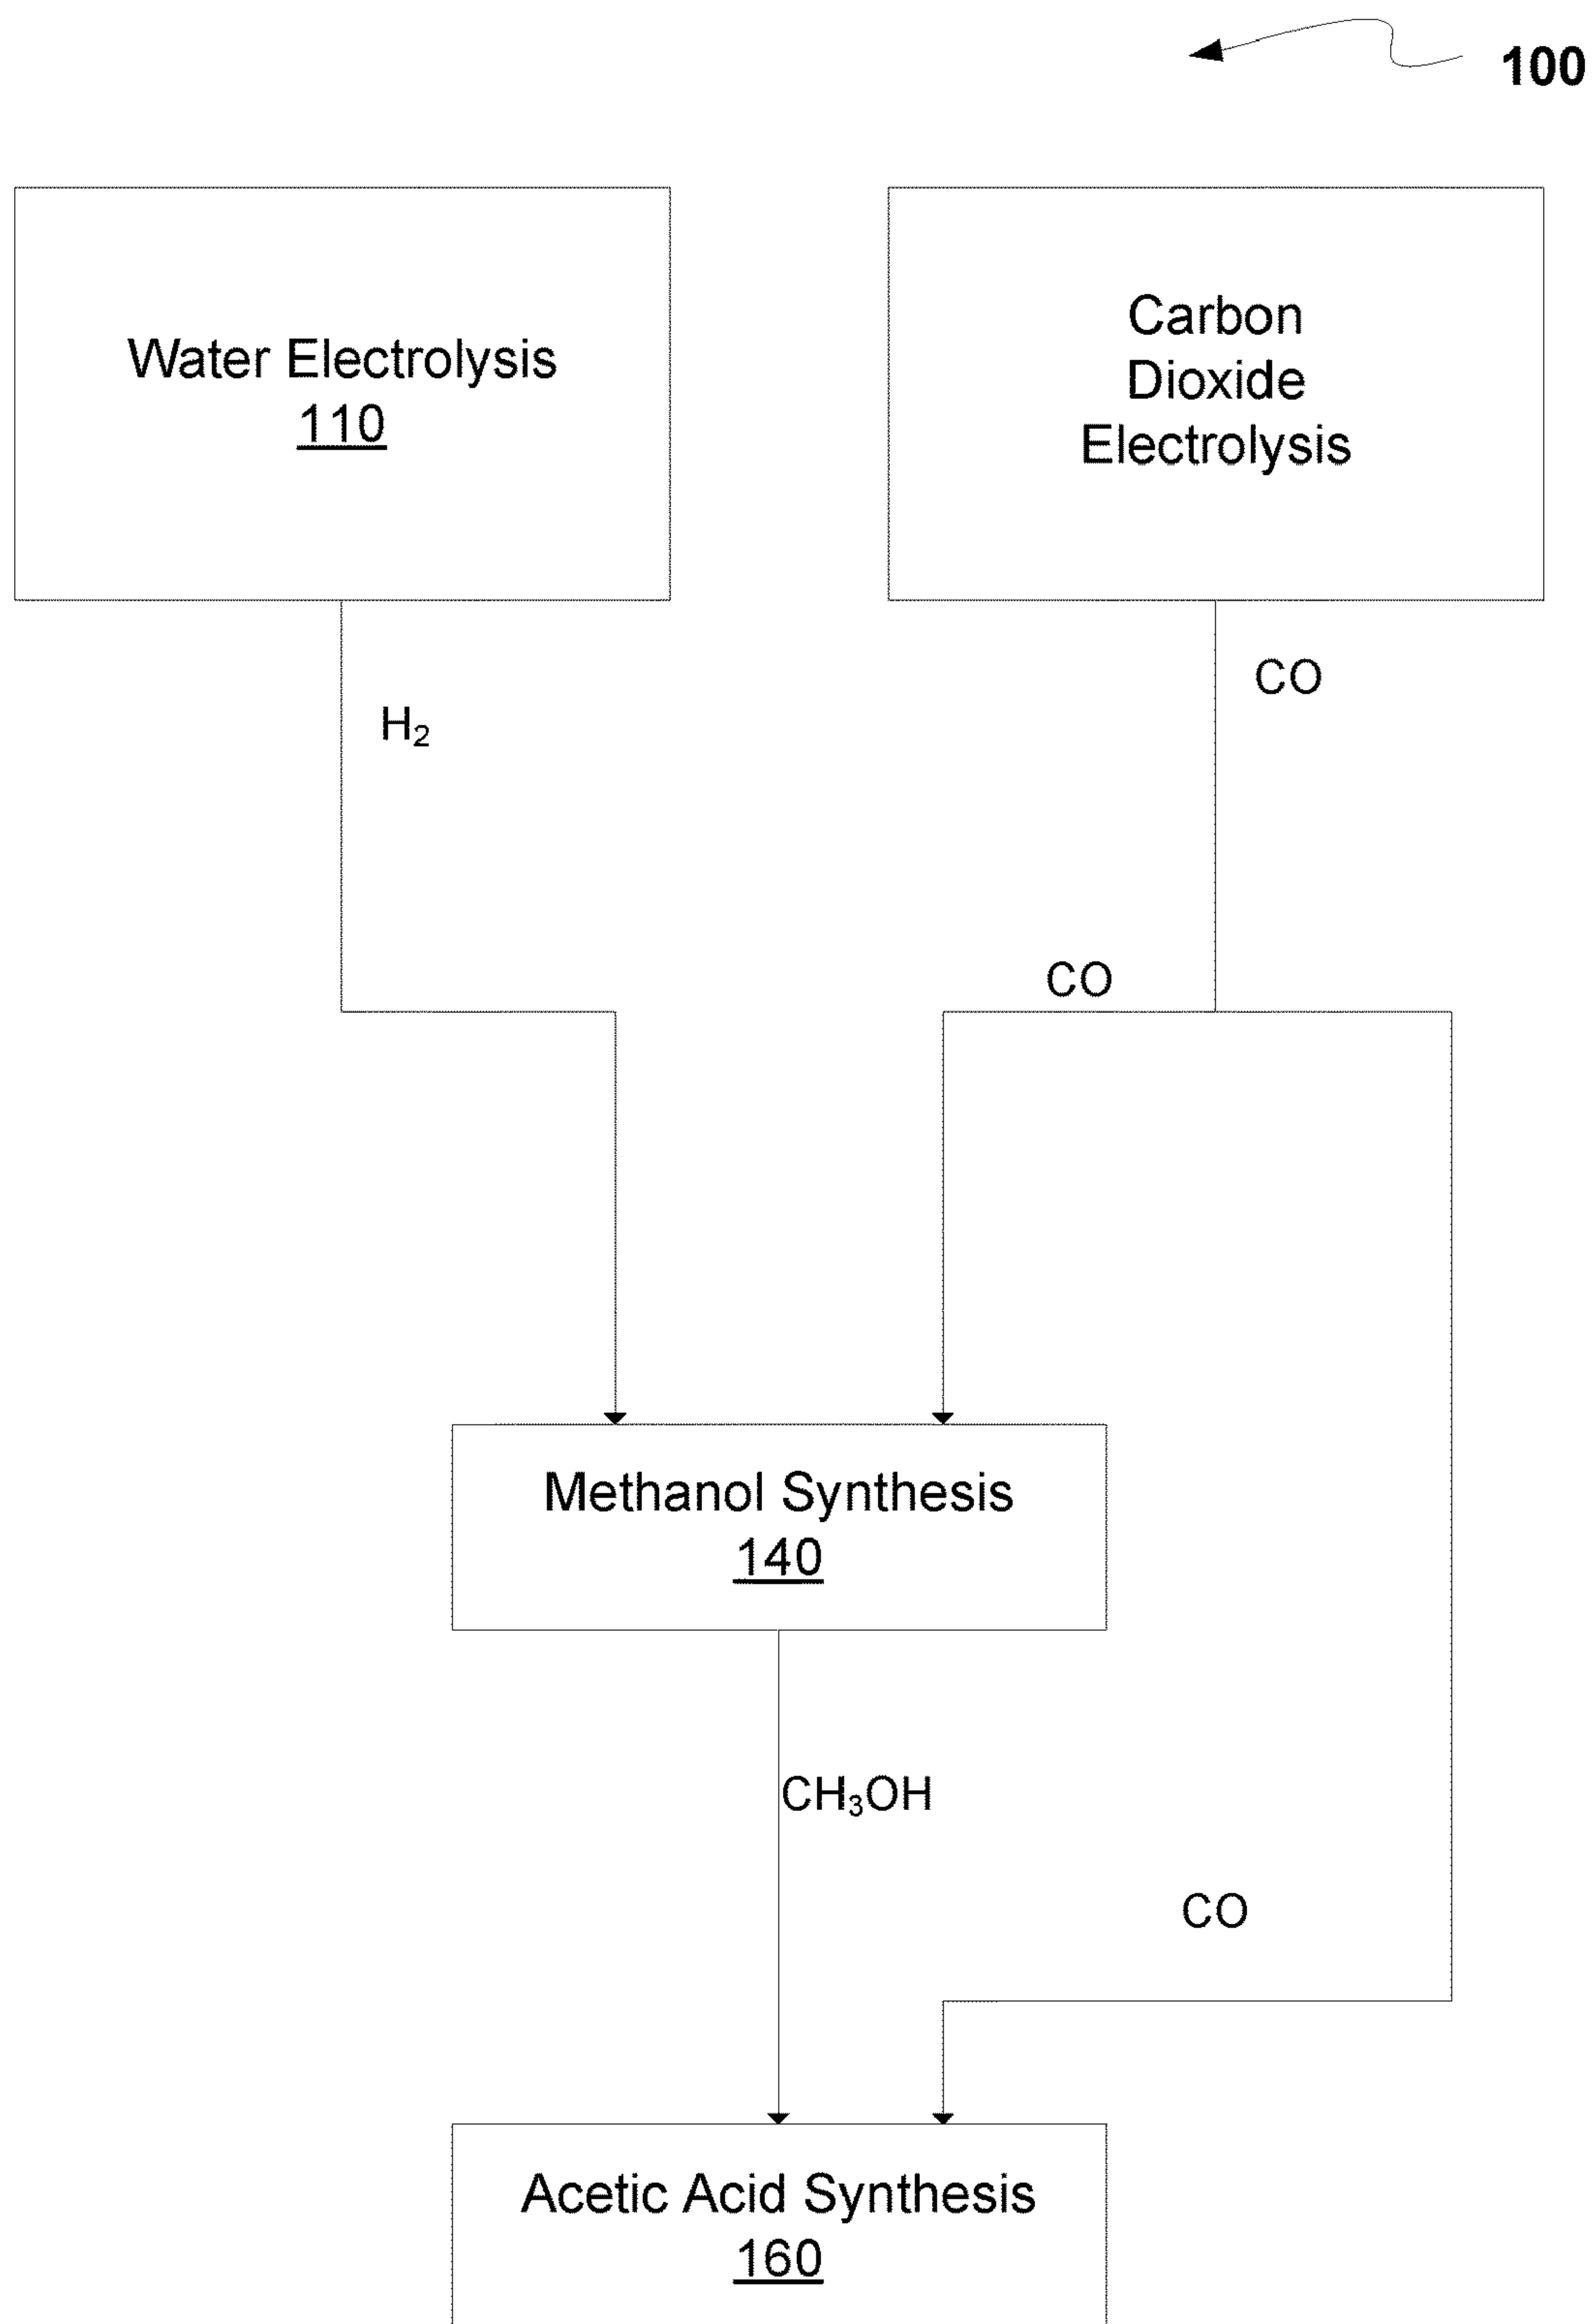 100
Water Electrolysis
110
Carbon
Dioxide
Electrolysis
CO
H₂
CO
Methanol Synthesis
140
CH₃OH
CO
Acetic Acid Synthesis
160